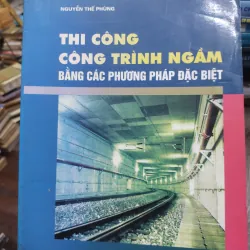 NGUYỄN THẾ PHÙNG
THI CÔNG
CÔNG TRÌNH NGẦM
BẰNG CÁC PHƯƠNG PHÁP ĐẶC BIỆT